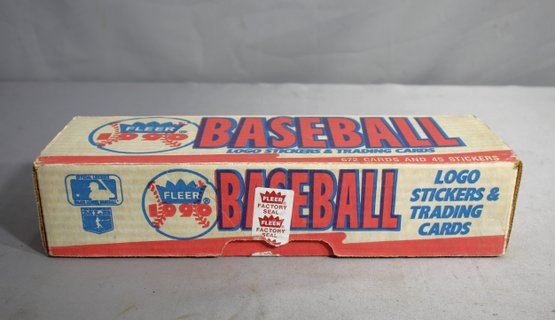 FLEER
1990
BASEBALL
LOGO STICKERS & TRADING CARDS
672 CARDS AND 45 STICKERS
FLEER
1990
BASEBALL
LOGO
STICKERS &
TRADING
CARDS
FLEER
FACTORY
SEAL
FLEER
FACTORY
SEAL